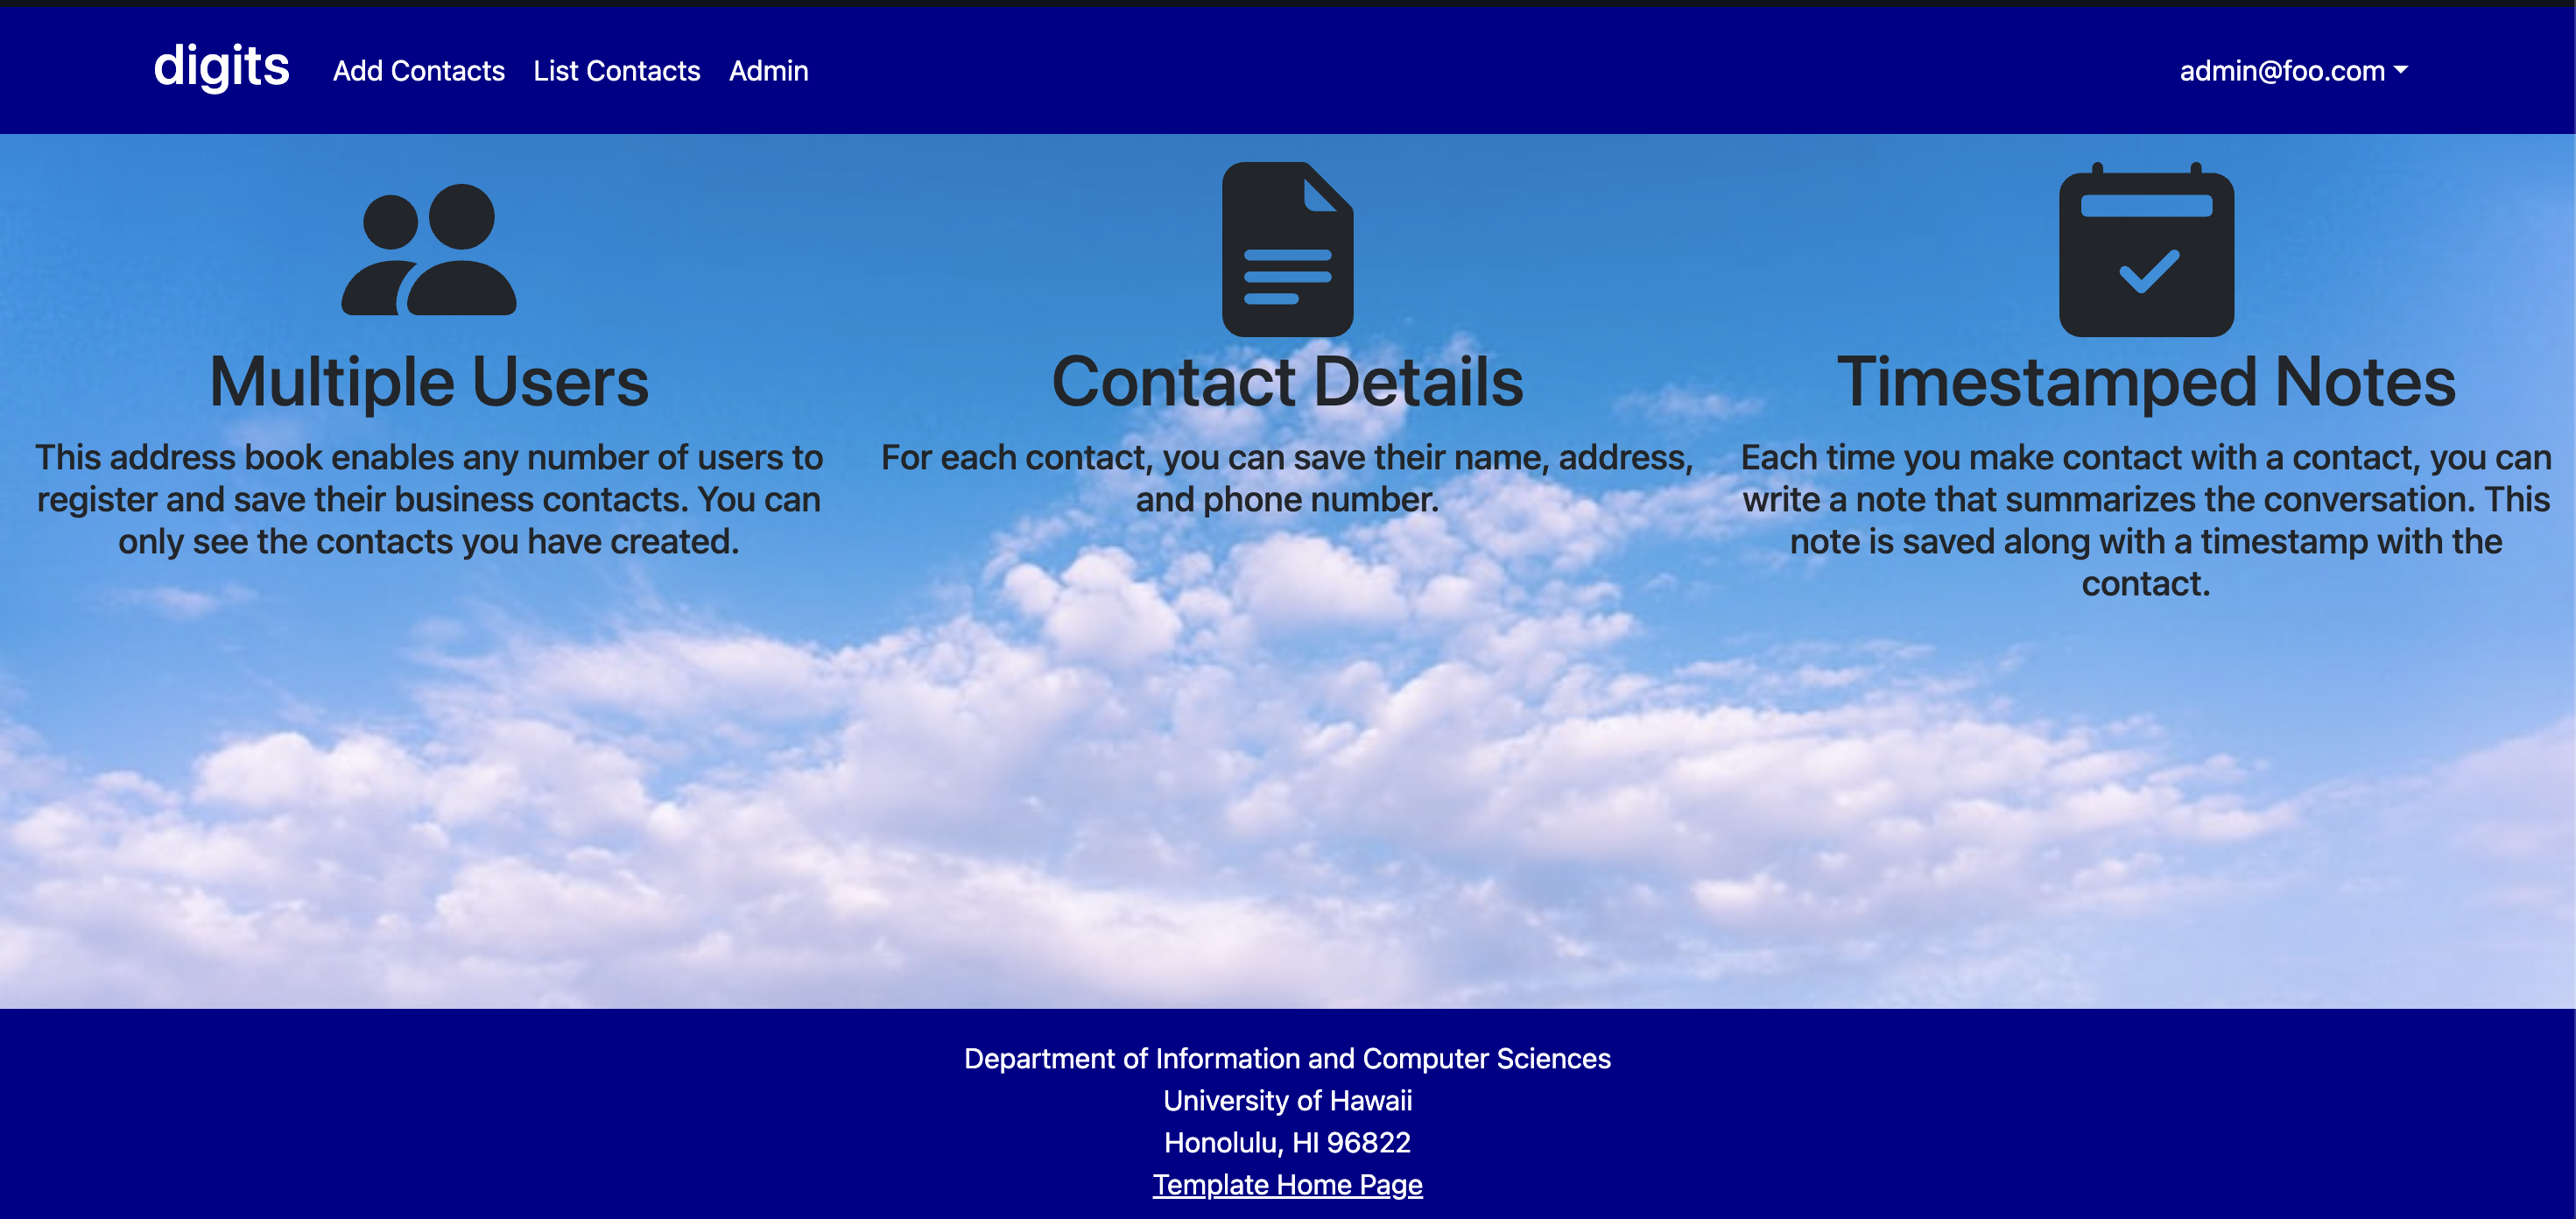 digits Add Contacts List Contacts Admin admin@foo.com
Multiple Users
This address book enables any number of users to
register and save their business contacts. You can
only see the contacts you have created.
Contact Details
For each contact, you can save their name, address,
and phone number.
Timestamped Notes
Each time you make contact with a contact, you can
write a note that summarizes the conversation. This
note is saved along with a timestamp with the
contact.
Department of Information and Computer Sciences
University of Hawaii
Honolulu, HI 96822
Template Home Page